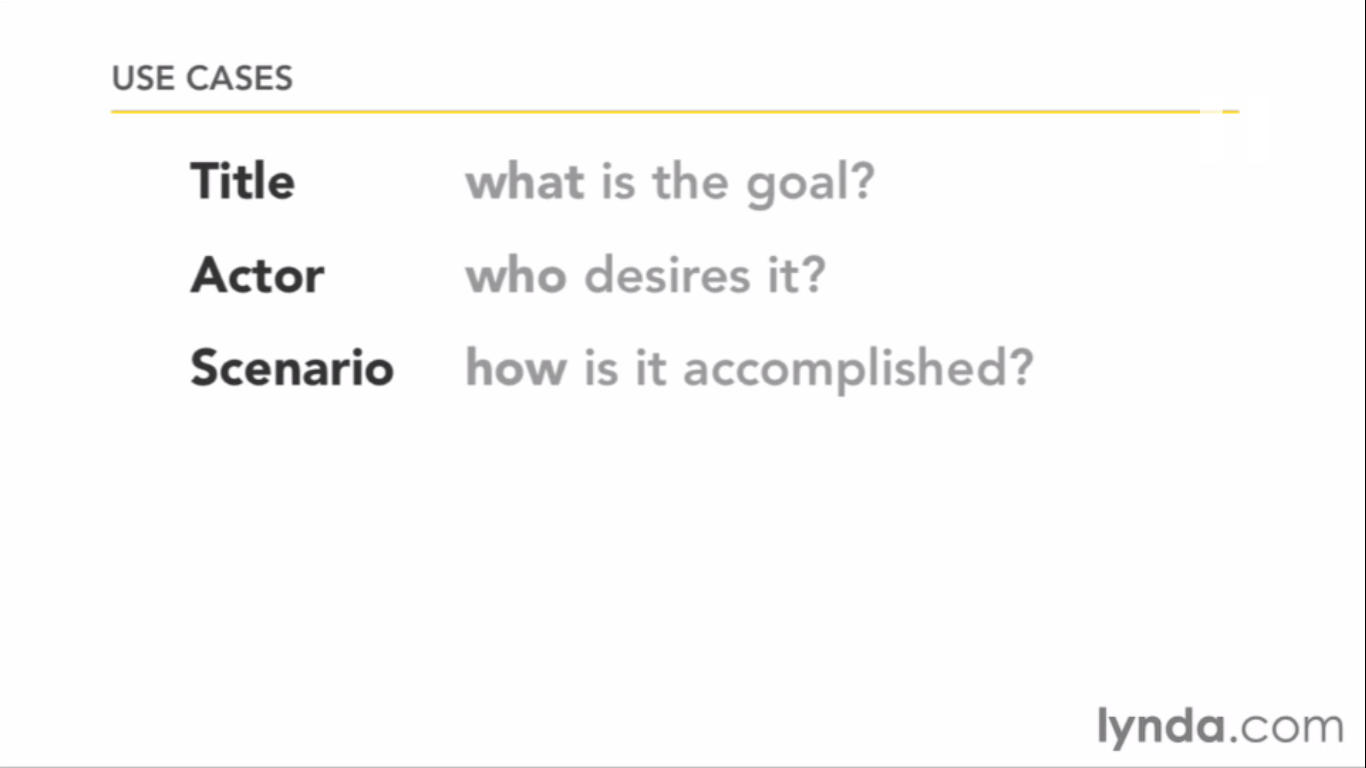 USE CASES
Title what is the goal?
Actor who desires it?
Scenario how is it accomplished?
lynda.com